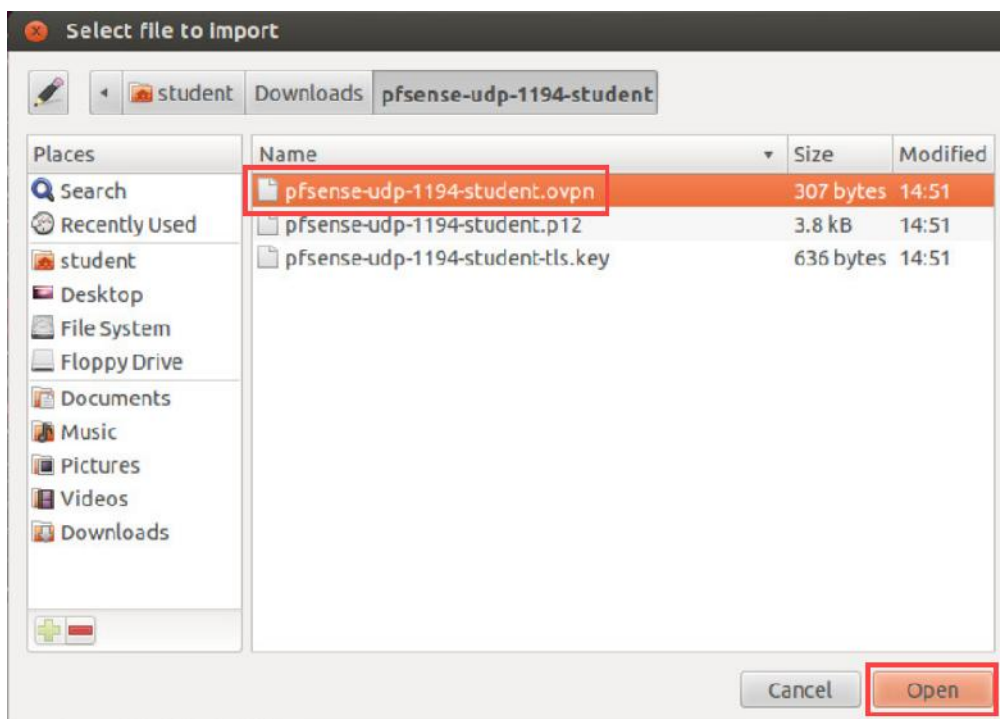 Select file to import
student Downloads pfsense-udp-1194-student
Places
Name Size Modified
Search
pfsense-udp-1194-student.ovpn 307 bytes 14:51
Recently Used
pfsense-udp-1194-student.p12 3.8 kB 14:51
student
pfsense-udp-1194-student-tls.key 636 bytes 14:51
Desktop
File System
Floppy Drive
Documents
Music
Pictures
Videos
Downloads
Cancel Open